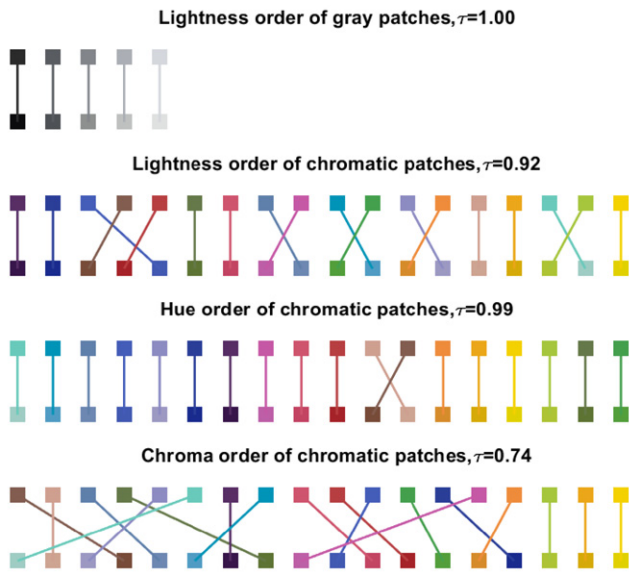 Lightness order of gray patches,τ=1.00
Lightness order of chromatic patches,τ=0.92
Hue order of chromatic patches,τ=0.99
Chroma order of chromatic patches,τ=0.74